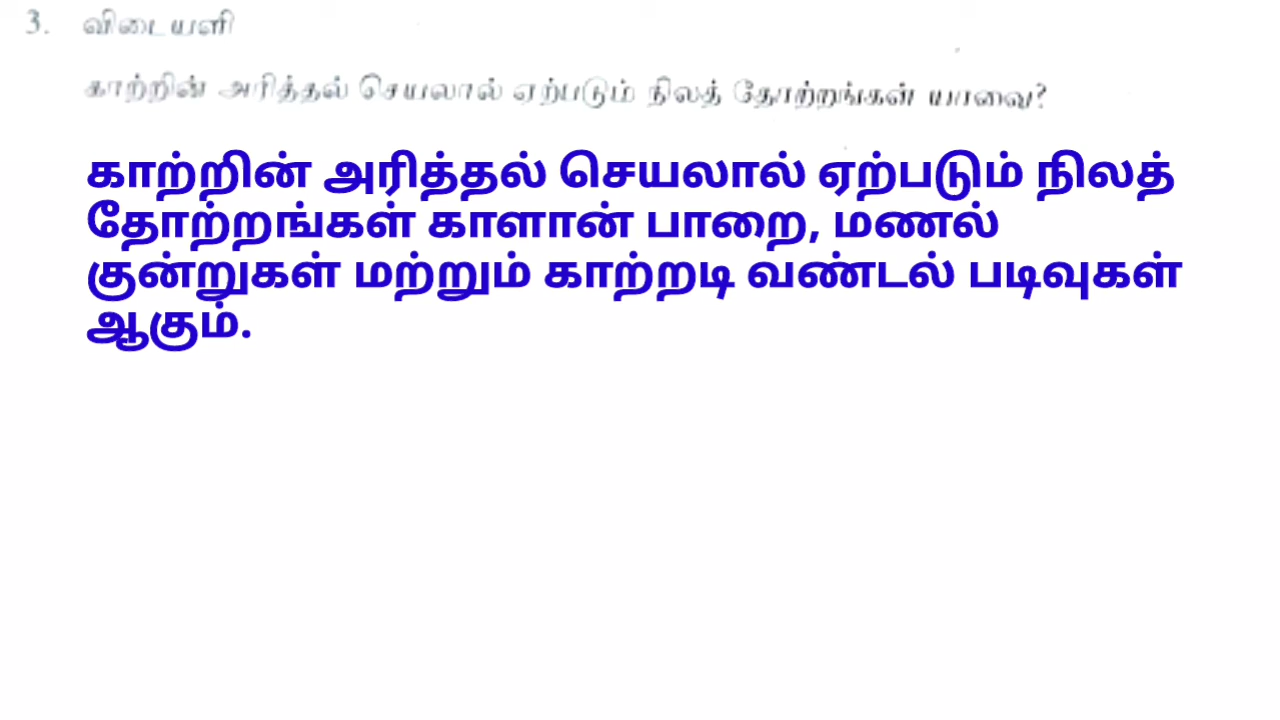 3. விடையளி
காற்றின் அரித்தல் செயலால் ஏற்படும் நிலத் தோற்றங்கள் யாவை?
காற்றின் அரித்தல் செயலால் ஏற்படும் நிலத்
தோற்றங்கள் காளான் பாறை, மணல்
குன்றுகள் மற்றும் காற்றடி வண்டல் படிவுகள்
ஆகும்.